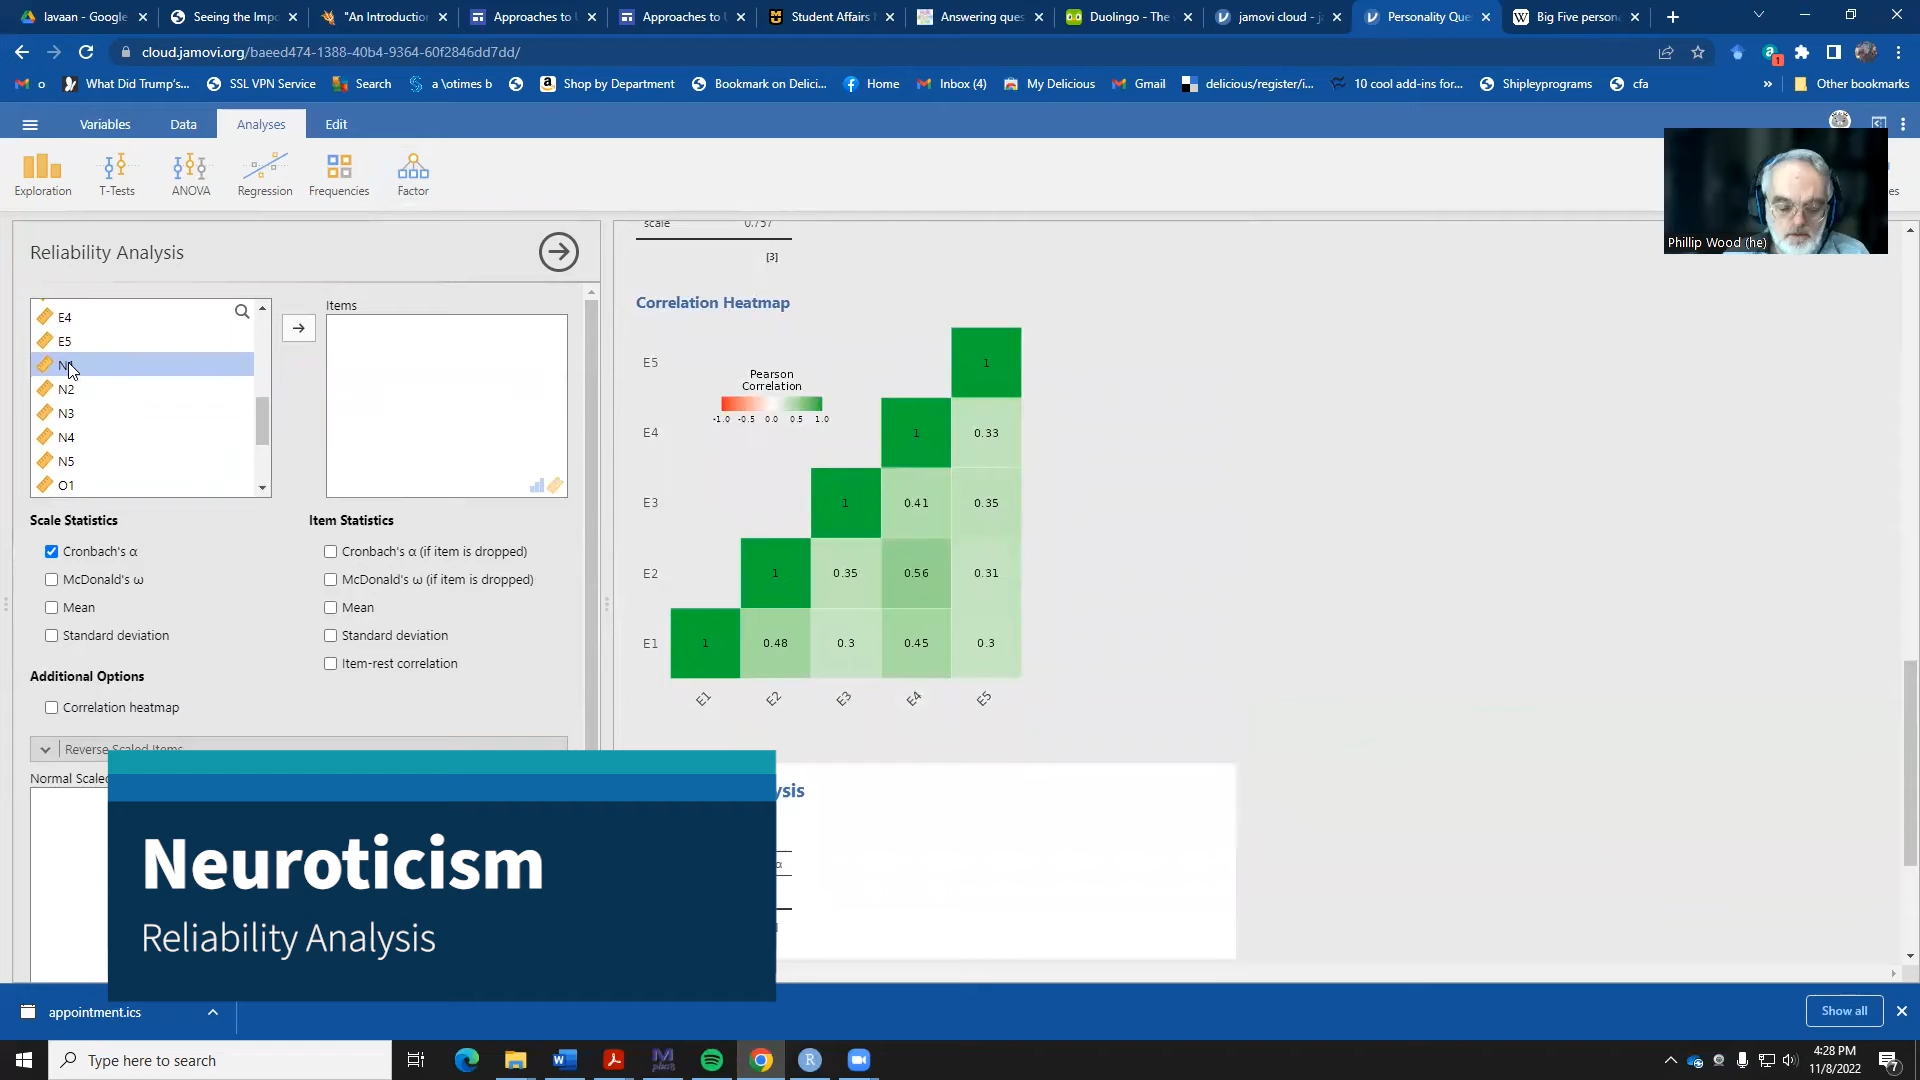 lavaan - Google
Seeing the Imp
"An Introduction
Approaches to
Approaches to
Student Affairs
Answering ques
Duolingo - The
jamovi cloud - ja
Personality Que
Big Five person
cloud.jamovi.org/baeed474-1388-40b4-9364-60f2846dd7dd/
o
What Did Trump's...
SSL VPN Service
Search
a \otimes b
Shop by Department
Bookmark on Delici...
Home
Inbox (4)
My Delicious
Gmail
delicious/register/i...
10 cool add-ins for...
Shipleyprograms
cfa
»
Other bookmarks
Variables
Data
Analyses
Edit
Exploration
T-Tests
ANOVA
Regression
Frequencies
Factor
Phillip Wood (he)
Reliability Analysis
E4
E5
N1
N2
N3
N4
N5
O1
Items
Scale Statistics
Cronbach's α
McDonald's ω
Mean
Standard deviation
Item Statistics
Cronbach's α (if item is dropped)
McDonald's ω (if item is dropped)
Mean
Standard deviation
Item-rest correlation
Additional Options
Correlation heatmap
Reverse Scaled Items
Normal Scaled
scale 0.757
[3]
Correlation Heatmap
Pearson
Correlation
-1.0 -0.5 0.0 0.5 1.0
E5 1
E4 1 0.33
E3 1 0.41 0.35
E2 1 0.35 0.56 0.31
E1 1 0.48 0.3 0.45 0.3
E1 E2 E3 E4 E5
ysis
α
Neuroticism
Reliability Analysis
appointment.ics
Show all
Type here to search
4:28 PM
11/8/2022
7